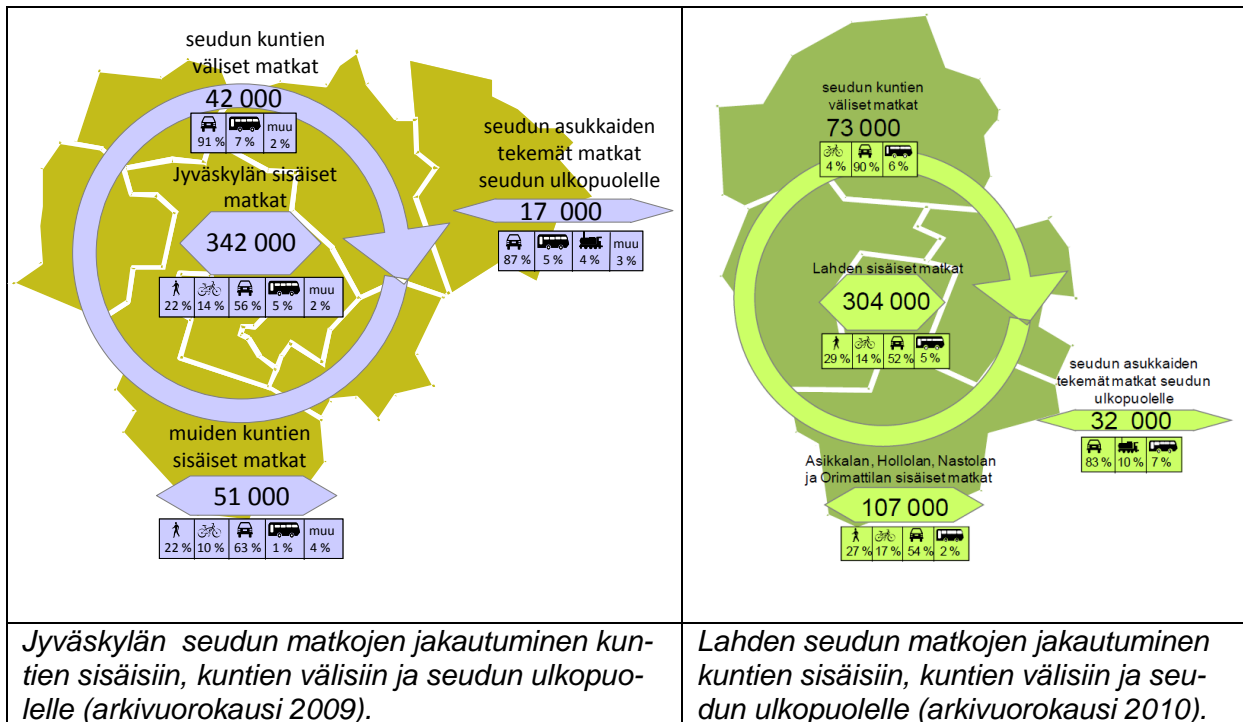 seudun kuntien
väliset matkat
42 000
muu
91 % 7 % 2 %
Jyväskylän sisäiset
matkat
342 000
muu
22 % 14 % 56 % 5 % 2 %
seudun asukkaiden
tekemät matkat
seudun ulkopuolelle
17 000
muu
87 % 5 % 4 % 3 %
muiden kuntien
sisäiset matkat
51 000
muu
22 % 10 % 63 % 1 % 4 %
Jyväskylän seudun matkojen jakautuminen kun-
tien sisäisiin, kuntien välisiin ja seudun ulkopuo-
lelle (arkivuorokausi 2009).
seudun kuntien
väliset matkat
73 000
4 % 90 % 6 %
Lahden sisäiset matkat
304 000
29 % 14 % 52 % 5 %
seudun asukkaiden
tekemät matkat seudun
ulkopuolelle
32 000
83 % 10 % 7 %
Asikkalan, Hollolan, Nastolan
ja Orimattilan sisäiset matkat
107 000
27 % 17 % 54 % 2 %
Lahden seudun matkojen jakautuminen
kuntien sisäisiin, kuntien välisiin ja seu-
dun ulkopuolelle (arkivuorokausi 2010).